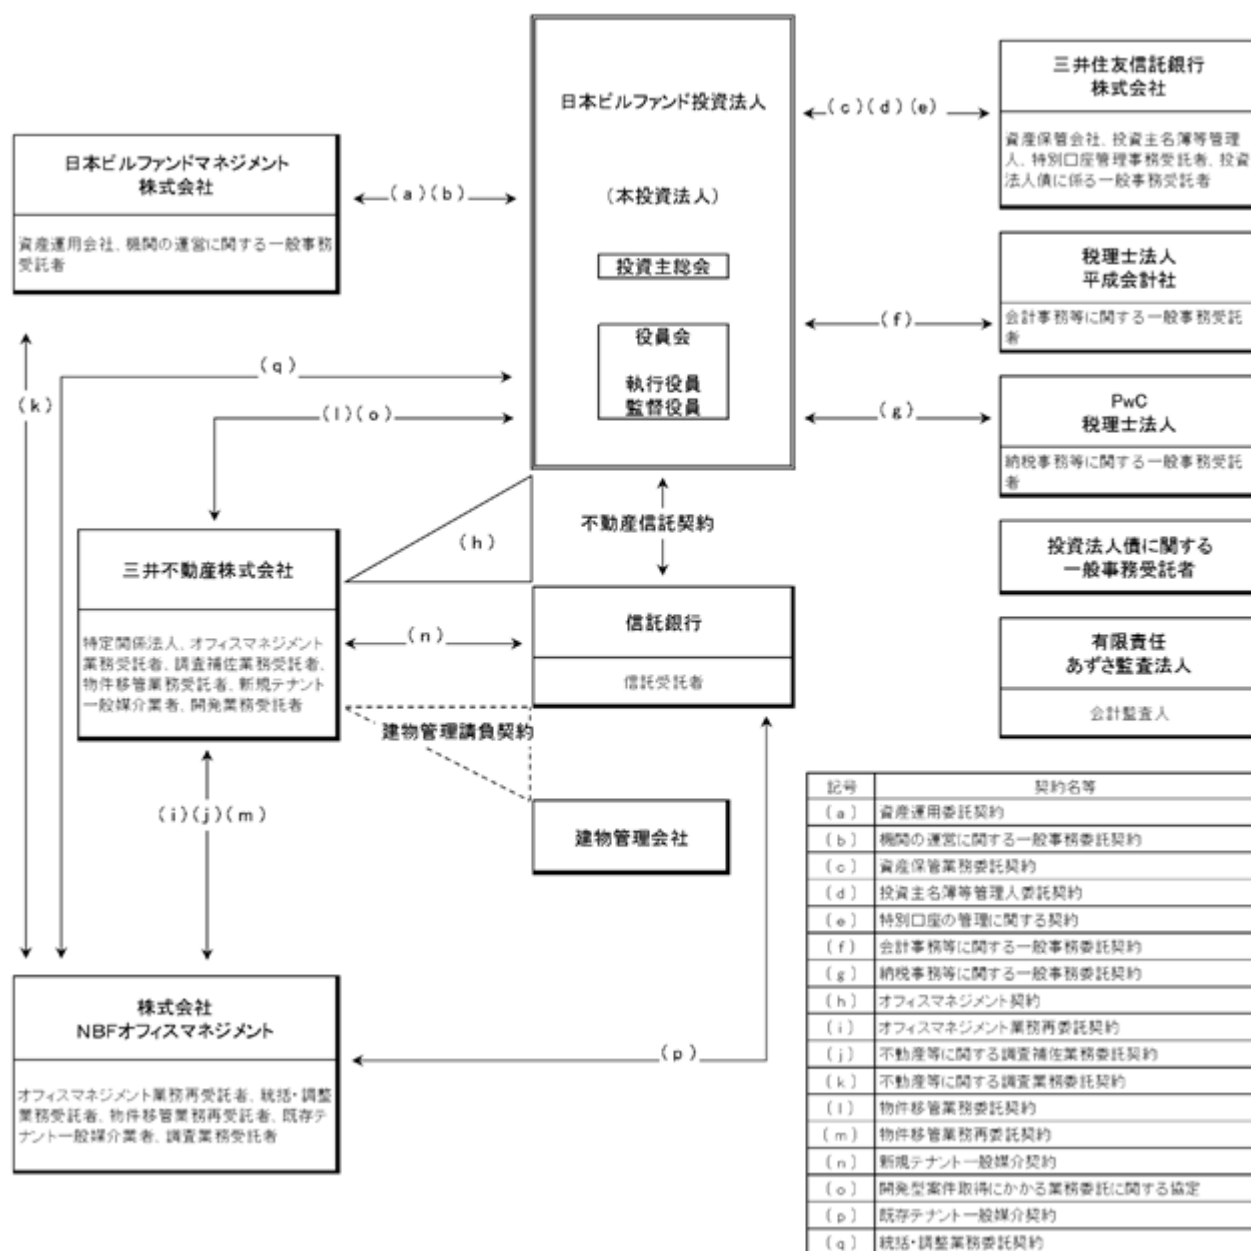 日本ビルファンド投資法人
(本投資法人)
投資主総会
役員会
執行役員
監督役員
日本ビルファンドマネジメント
株式会社
資産運用会社、機関の運営に関する一般事務
受託者
(a)(b)
(c)(d)(e)
三井住友信託銀行
株式会社
資産保管会社、投資主名簿等管理
人、特別口座管理事務受託者、投資
法人債に係る一般事務受託者
税理士法人
平成会計社
会計事務等に関する一般事務受託
者
(f)
PwC
税理士法人
納税事務等に関する一般事務受託
者
(g)
投資法人債に関する
一般事務受託者
有限責任
あずさ監査法人
会計監査人
(k)
(q)
(l)(o)
(h)
不動産信託契約
三井不動産株式会社
特定関係法人、オフィスマネジメント
業務受託者、調査補佐業務受託者、
物件移管業務受託者、新規テナント
一般媒介業者、開発業務受託者
(n)
信託銀行
信託受託者
建物管理請負契約
建物管理会社
(i)(j)(m)
(p)
株式会社
NBFオフィスマネジメント
オフィスマネジメント業務再受託者、統括・調整
業務受託者、物件移管業務再受託者、既存テ
ナント一般媒介業者、調査業務受託者
記号 契約名等
(a) 資産運用委託契約
(b) 機関の運営に関する一般事務委託契約
(c) 資産保管業務委託契約
(d) 投資主名簿等管理人委託契約
(e) 特別口座の管理に関する契約
(f) 会計事務等に関する一般事務委託契約
(g) 納税事務等に関する一般事務委託契約
(h) オフィスマネジメント契約
(i) オフィスマネジメント業務再委託契約
(j) 不動産等に関する調査補佐業務委託契約
(k) 不動産等に関する調査業務委託契約
(l) 物件移管業務委託契約
(m) 物件移管業務再委託契約
(n) 新規テナント一般媒介契約
(o) 開発型案件取得にかかる業務委託に関する協定
(p) 既存テナント一般媒介契約
(q) 統括・調整業務委託契約